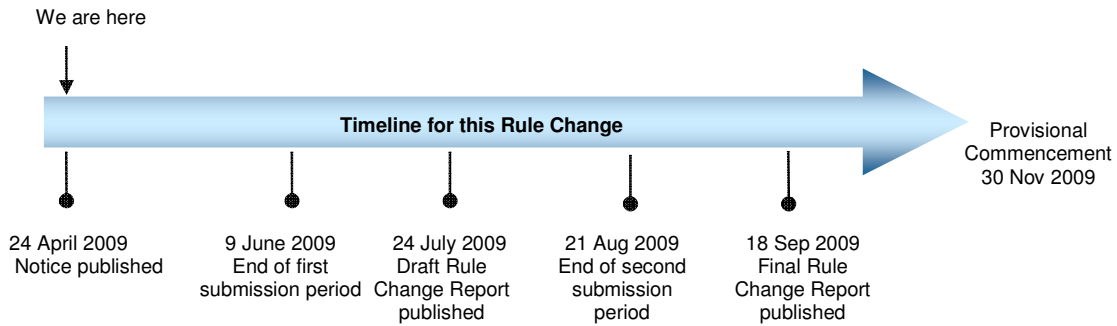 We are here
Timeline for this Rule Change
Provisional
Commencement
30 Nov 2009
24 April 2009
Notice published
9 June 2009
End of first
submission period
24 July 2009
Draft Rule
Change Report
published
21 Aug 2009
End of second
submission
period
18 Sep 2009
Final Rule
Change Report
published